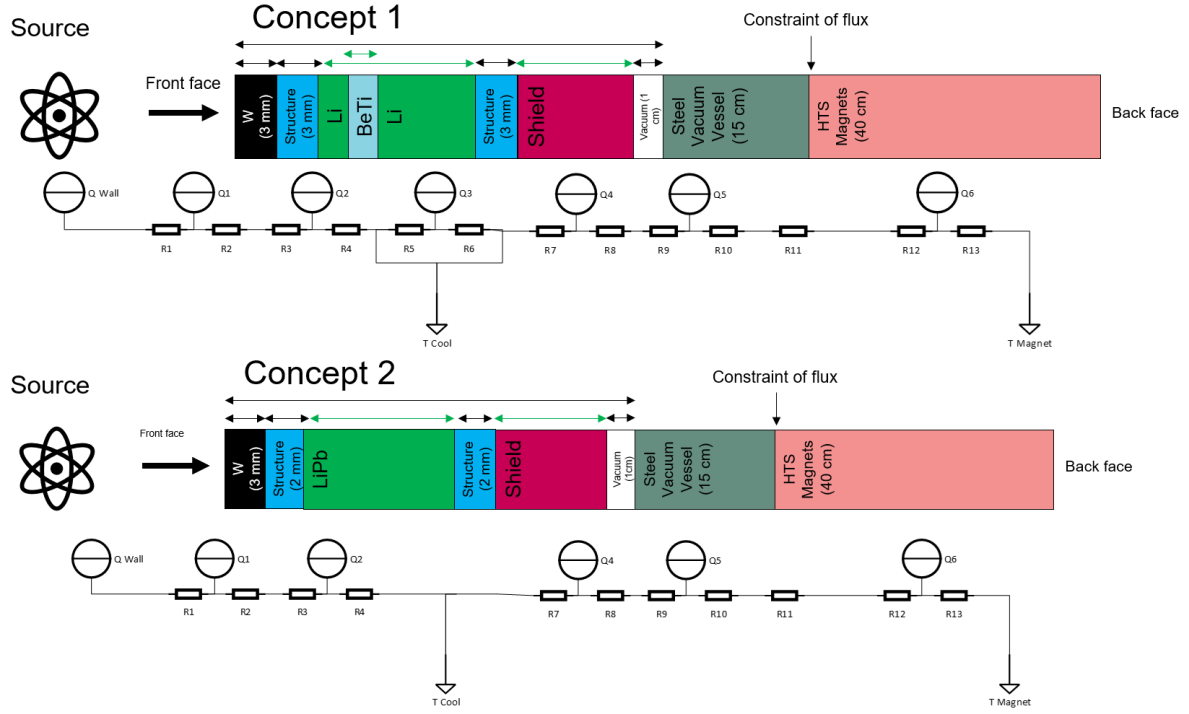 Concept 1
Source
Constraint of flux
Front face
W
(3 mm)
Structure
(3 mm)
Li
BeTi
Li
Structure
(3 mm)
Shield
Vacuum (1
cm)
Steel
Vacuum
Vessel
(15 cm)
HTS
Magnets
(40 cm)
Back face
Q Wall
Q1
Q2
Q3
Q4
Q5
Q6
R1
R2
R3
R4
R5
R6
R7
R8
R9
R10
R11
R12
R13
T Cool
T Magnet
Concept 2
Source
Constraint of flux
Front face
W
(3 mm)
Structure
(2 mm)
LiPb
Structure
(2 mm)
Shield
Vacuum
(1cm)
Steel
Vacuum
Vessel
(15 cm)
HTS
Magnets
(40 cm)
Back face
Q Wall
Q1
Q2
Q4
Q5
Q6
R1
R2
R3
R4
R7
R8
R9
R10
R11
R12
R13
T Cool
T Magnet